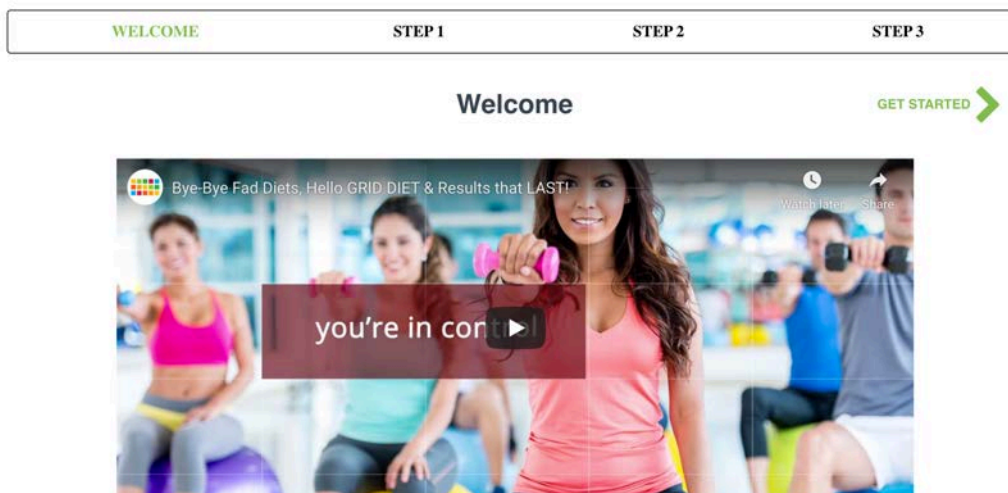 WELCOME STEP 1 STEP 2 STEP 3
Welcome
GET STARTED
Bye-Bye Fad Diets, Hello GRID DIET & Results that LAST!
Watch later Share
you're in control